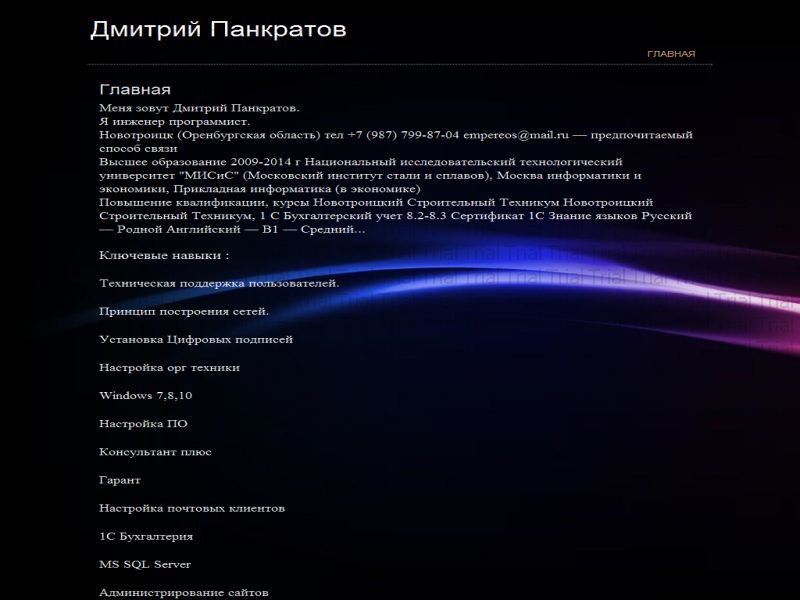 Дмитрий Панкратов
ГЛАВНАЯ
Главная
Меня зовут Дмитрий Панкратов.
Я инженер программист.
Новотроицк (Оренбургская область) тел +7 (987) 799-87-04 empereos@mail.ru — предпочитаемый
способ связи
Высшее образование 2009-2014 г Национальный исследовательский технологический
университет "МИСиС" (Московский институт стали и сплавов), Москва информатики и
экономики, Прикладная информатика (в экономике)
Повышение квалификации, курсы Новотроицкий Строительный Техникум Новотроицкий
Строительный Техникум, 1 С Бухгалтерский учет 8.2-8.3 Сертификат 1С Знание языков Русский
— Родной Английский — B1 — Средний...
Ключевые навыки :
Техническая поддержка пользователей.
Принцип построения сетей.
Установка Цифровых подписей
Настройка орг техники
Windows 7,8,10
Настройка ПО
Консультант плюс
Гарант
Настройка почтовых клиентов
1С Бухгалтерия
MS SQL Server
Администрирование сайтов